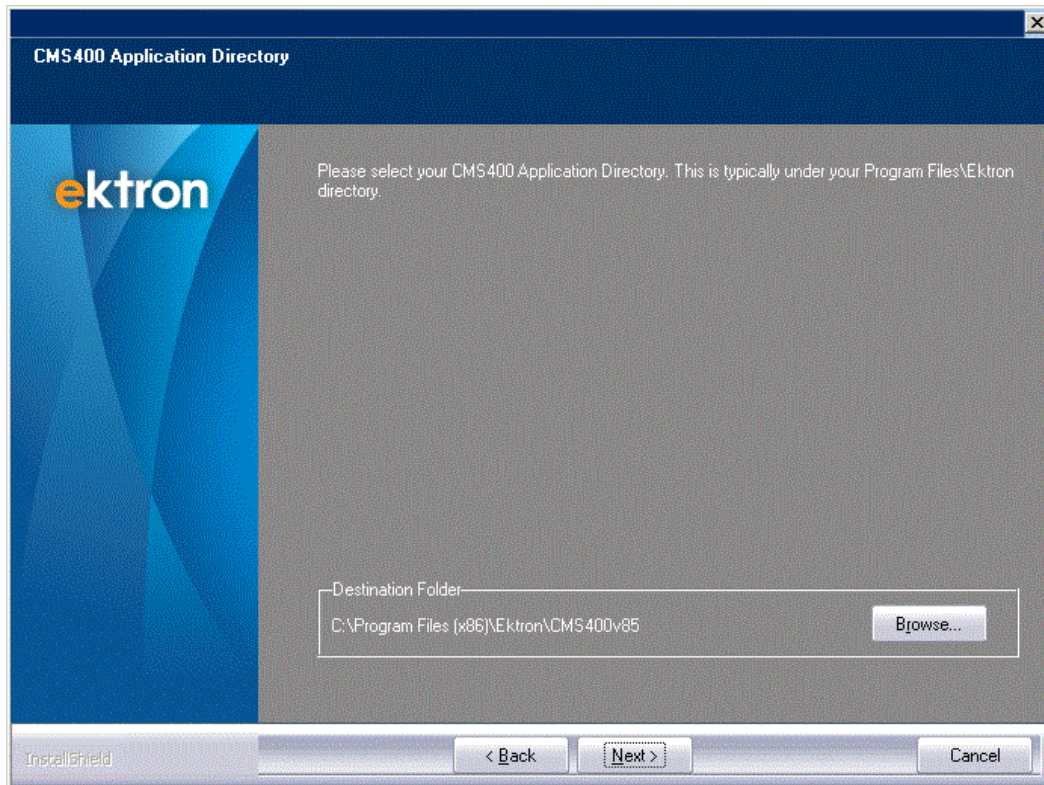 CMS400 Application Directory
ektron
Please select your CMS400 Application Directory. This is typically under your Program Files\Ektron
directory.
Destination Folder
C:\Program Files (x86)\Ektron\CMS400v85
Browse...
InstallShield
< Back
Next >
Cancel